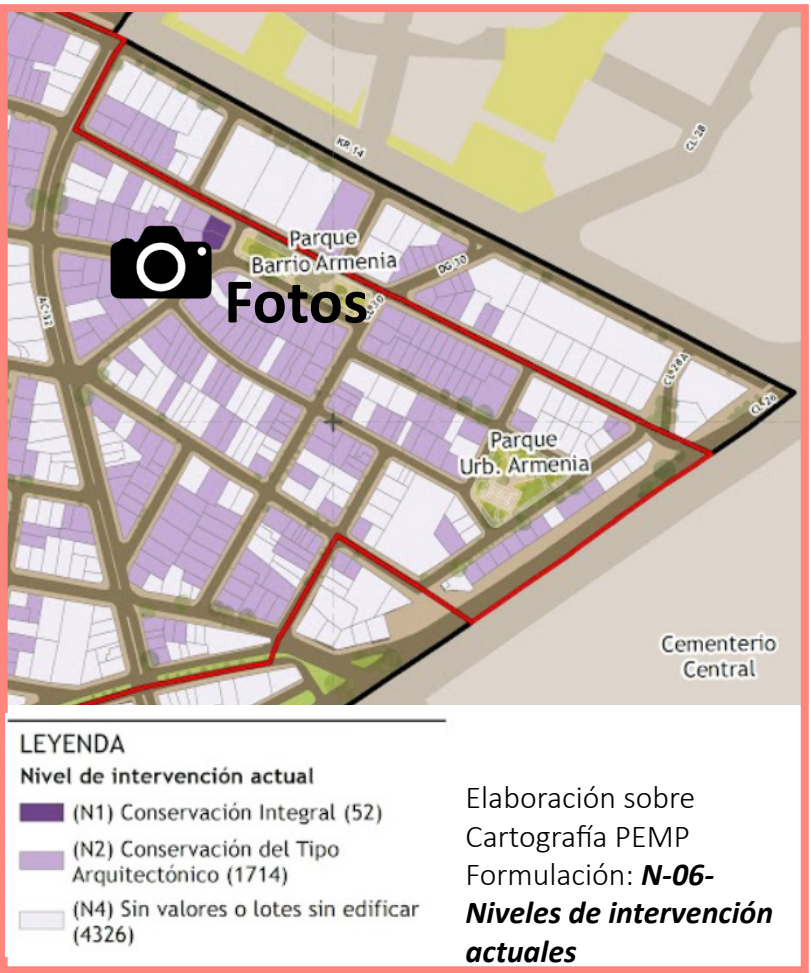 KR 14
CL 28
Parque
Barrio Armenia
DG 30
Fotos
AC 32
CL 28A
CL 26
Parque
Urb. Armenia
Cementerio
Central
LEYENDA
Nivel de intervención actual
(N1) Conservación Integral (52)
(N2) Conservación del Tipo
Arquitectónico (1714)
(N4) Sin valores o lotes sin edificar
(4326)
Elaboración sobre
Cartografía PEMP
Formulación: N-06-
Niveles de intervención
actuales